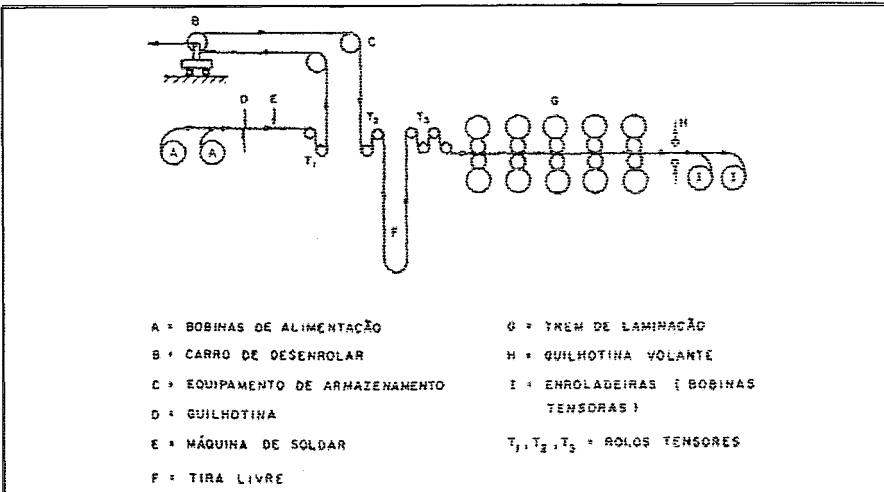 B
C
D E
T₂ T₃ G H
A A T₁ I I
F
A = BOBINAS DE ALIMENTAÇÃO
B = CARRO DE DESENROLAR
C = EQUIPAMENTO DE ARMAZENAMENTO
D = GUILHOTINA
E = MÁQUINA DE SOLDAR
F = TIRA LIVRE
G = TREM DE LAMINAÇÃO
H = GUILHOTINA VOLANTE
I = ENROLADEIRAS (BOBINAS
TENSORAS)
T₁, T₂, T₃ = ROLOS TENSORES